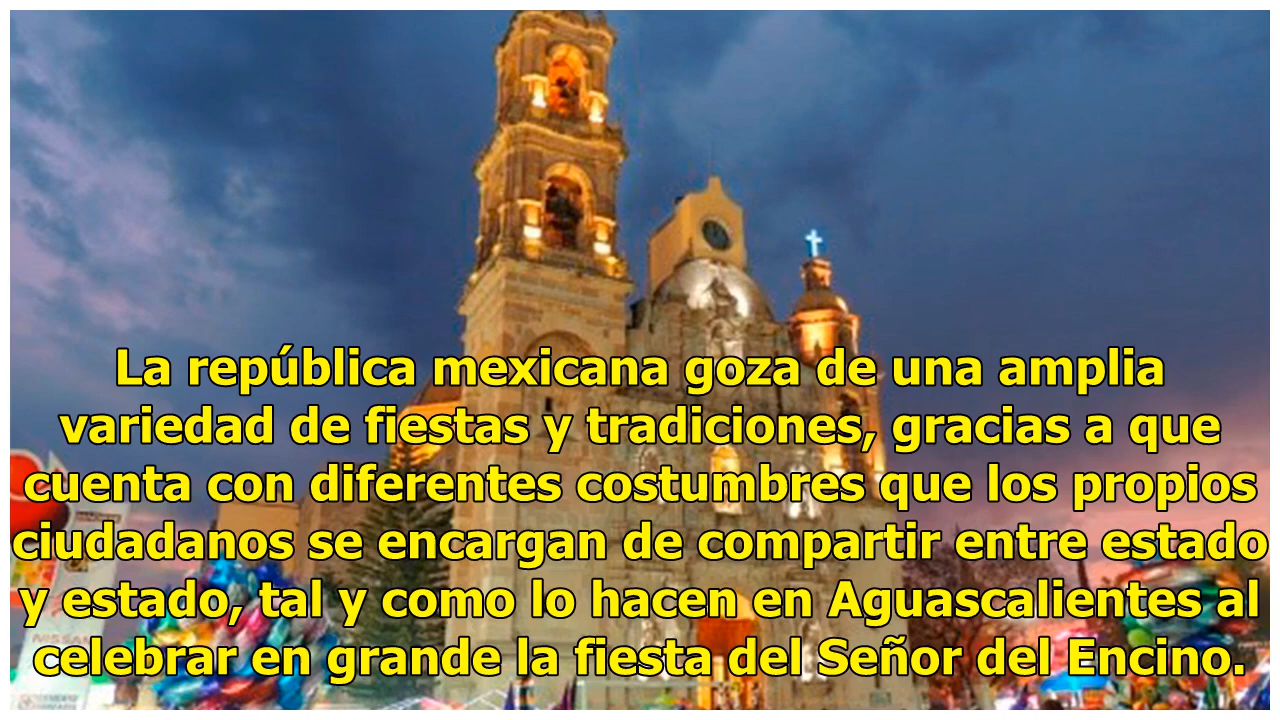 La república mexicana goza de una amplia
variedad de fiestas y tradiciones, gracias a que
cuenta con diferentes costumbres que los propios
ciudadanos se encargan de compartir entre estado
y estado, tal y como lo hacen en Aguascalientes al
NISSAN
celebrar en grande la fiesta del Señor del Encino.